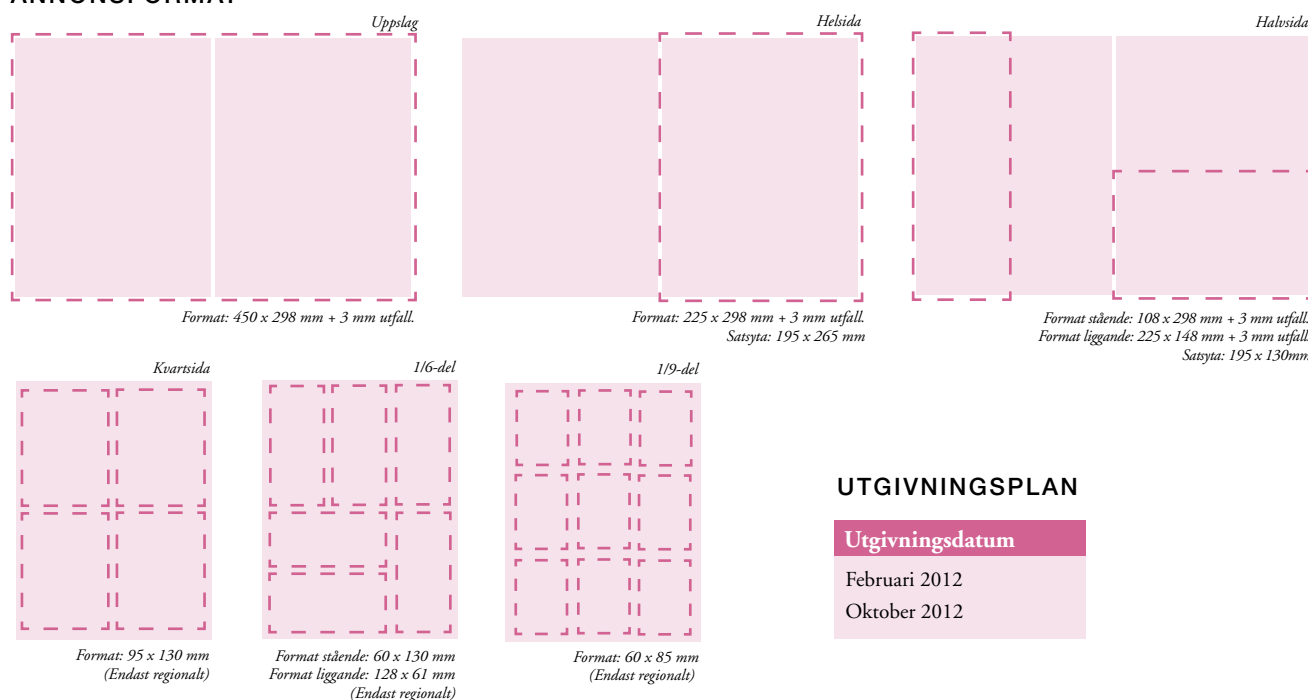 ANNONSFORMAT
Uppslag
Helsida
Halvsida
Format: 450 x 298 mm + 3 mm utfall.
Format: 225 x 298 mm + 3 mm utfall.
Satsyta: 195 x 265 mm
Format stående: 108 x 298 mm + 3 mm utfall.
Format liggande: 225 x 148 mm + 3 mm utfall.
Satsyta: 195 x 130mm
Kvartsida
1/6-del
1/9-del
Format: 95 x 130 mm
(Endast regionalt)
Format stående: 60 x 130 mm
Format liggande: 128 x 61 mm
(Endast regionalt)
Format: 60 x 85 mm
(Endast regionalt)
UTGIVNINGSPLAN
Utgivningsdatum
Februari 2012
Oktober 2012